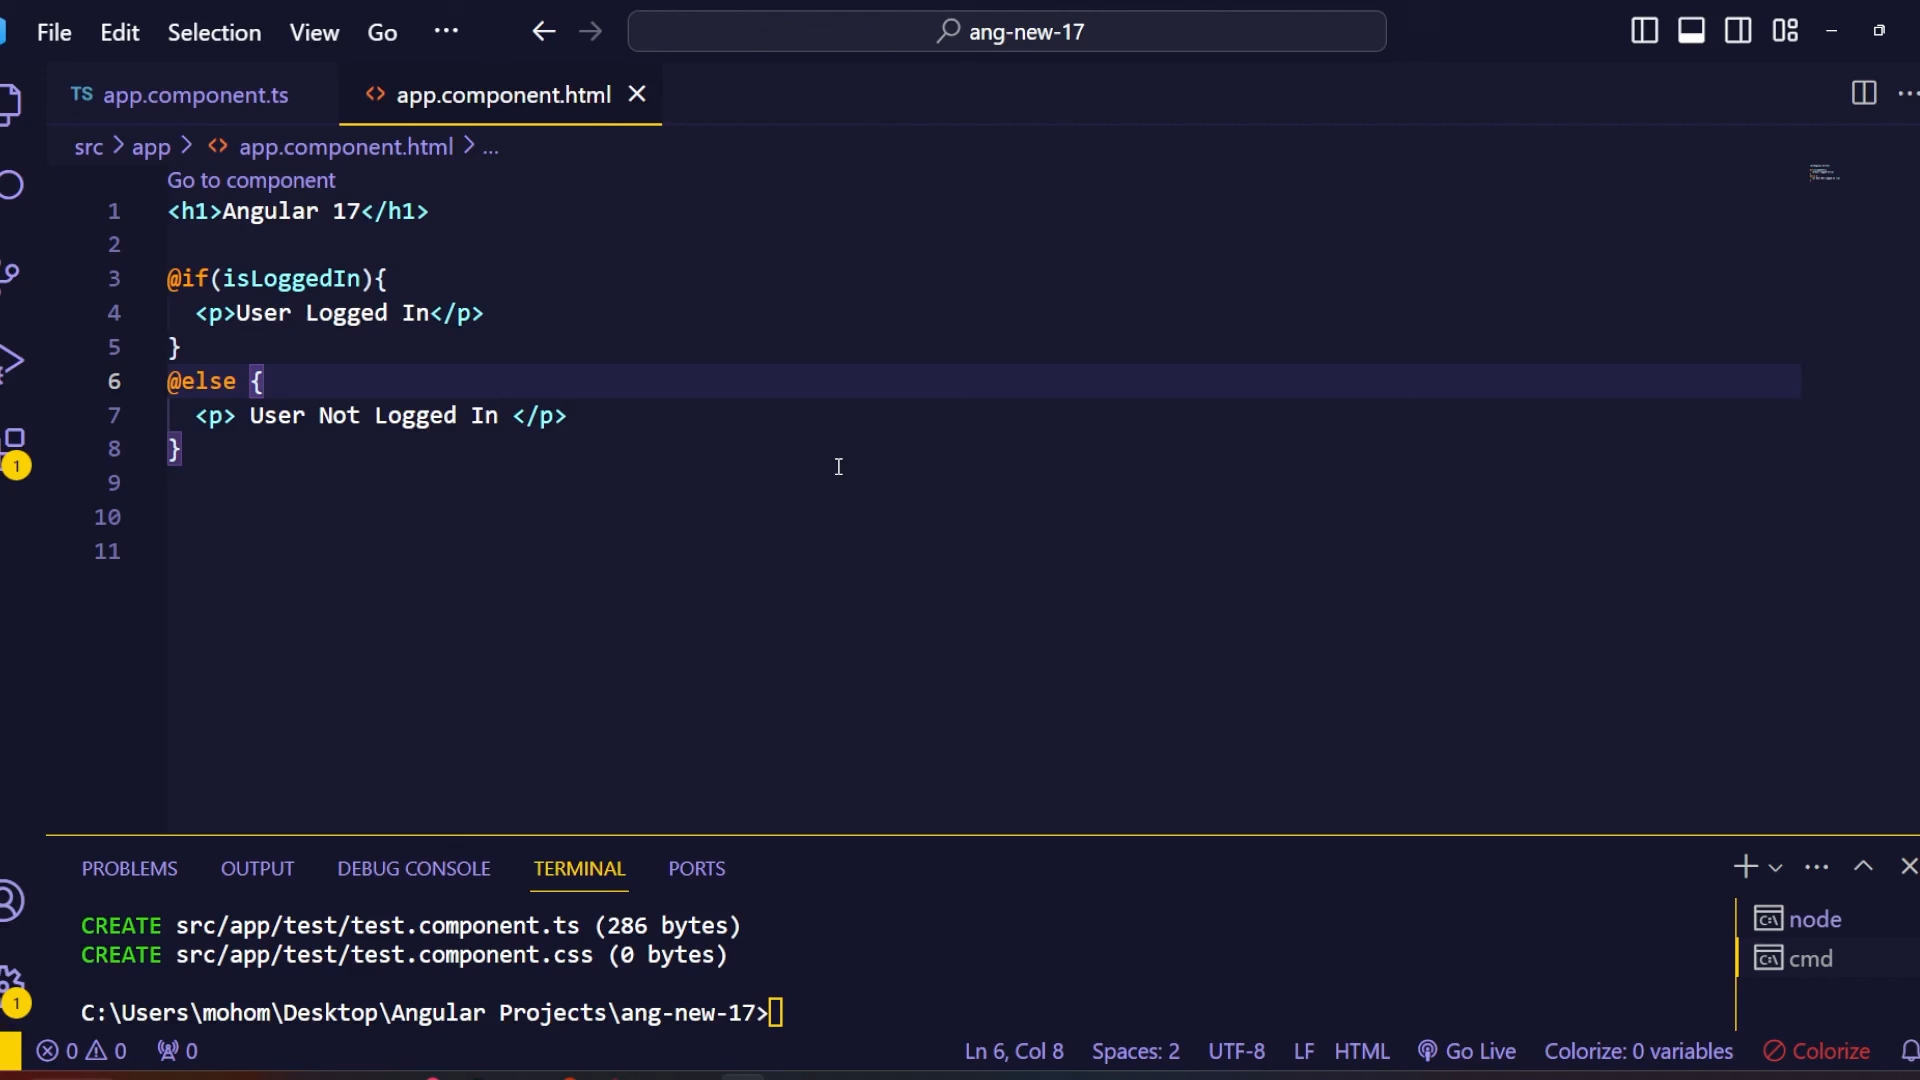 File Edit Selection View Go ··· ang-new-17
TS app.component.ts <> app.component.html
src > app > <> app.component.html > ...
Go to component
1 <h1>Angular 17</h1>
2
3 @if(isLoggedIn){
4   <p>User Logged In</p>
5 }
6 @else {
7   <p> User Not Logged In </p>
8 }
9
10
11
1
PROBLEMS OUTPUT DEBUG CONSOLE TERMINAL PORTS
CREATE src/app/test/test.component.ts (286 bytes)
CREATE src/app/test/test.component.css (0 bytes)
C:\Users\mohom\Desktop\Angular Projects\ang-new-17>
node
cmd
1
0 0 0 Ln 6, Col 8 Spaces: 2 UTF-8 LF HTML Go Live Colorize: 0 variables Colorize